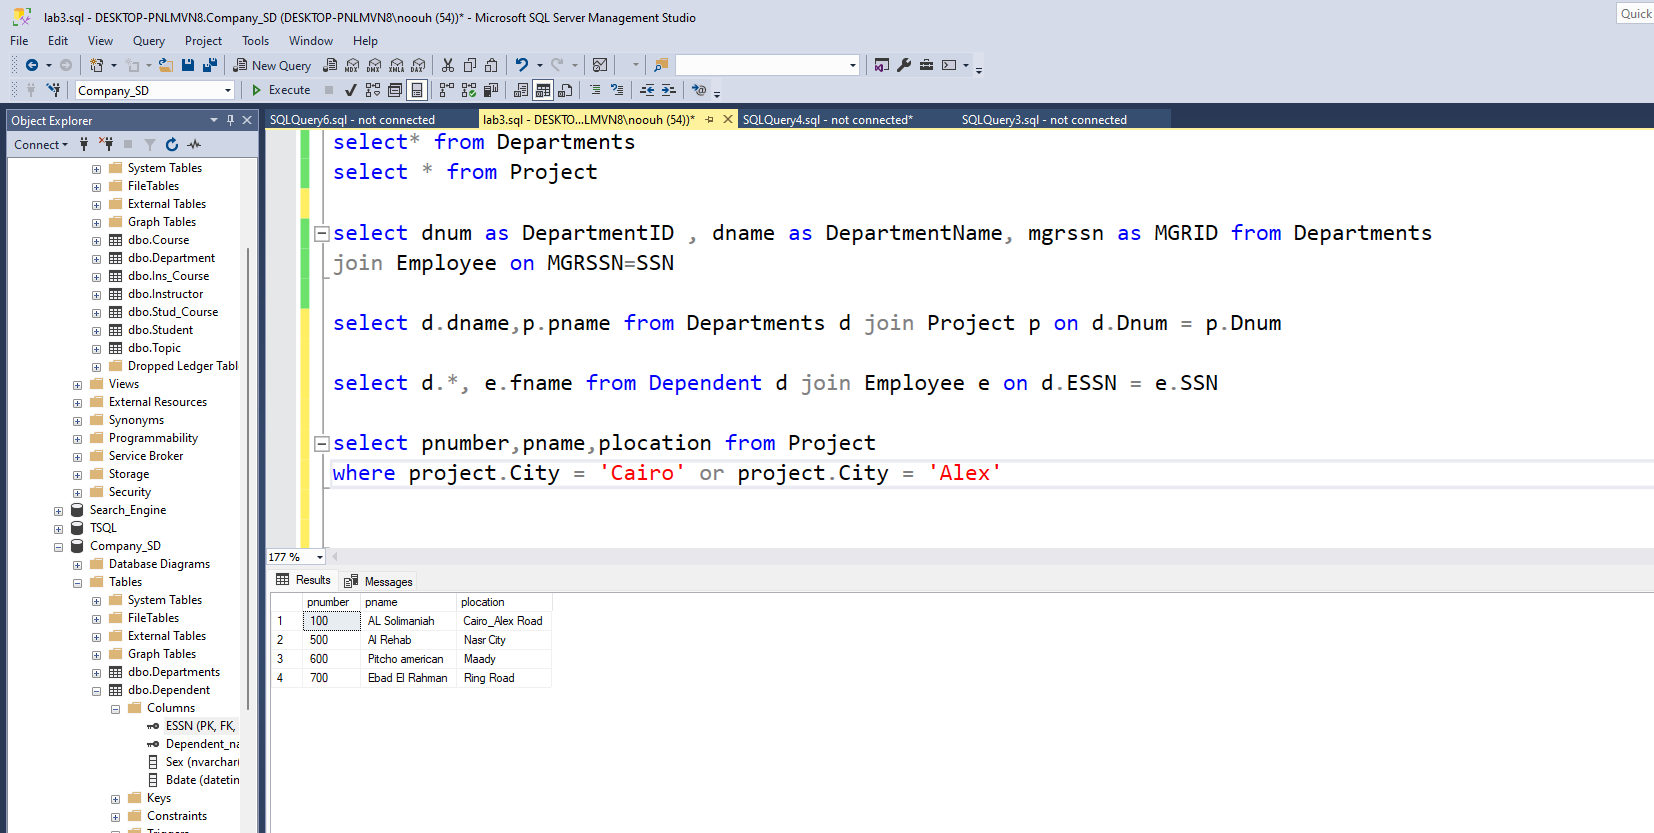 lab3.sql - DESKTOP-PNLMVN8.Company_SD (DESKTOP-PNLMVN8\noouh (54))* - Microsoft SQL Server Management Studio
Quick
File Edit View Query Project Tools Window Help
New Query
MDX DMX XMLA DAX
Company_SD
Execute
Object Explorer
SQLQuery6.sql - not connected
lab3.sql - DESKTO...LMVN8\noouh (54))*
SQLQuery4.sql - not connected*
SQLQuery3.sql - not connected
Connect
System Tables
FileTables
External Tables
Graph Tables
dbo.Course
dbo.Department
dbo.Ins_Course
dbo.Instructor
dbo.Stud_Course
dbo.Student
dbo.Topic
Dropped Ledger Tabl
Views
External Resources
Synonyms
Programmability
Service Broker
Storage
Security
Search_Engine
TSQL
Company_SD
Database Diagrams
Tables
System Tables
FileTables
External Tables
Graph Tables
dbo.Departments
dbo.Dependent
Columns
ESSN (PK, FK,
Dependent_na
Sex (nvarchar(
Bdate (datetin
Keys
Constraints
select* from Departments
select * from Project
select dnum as DepartmentID , dname as DepartmentName, mgrssn as MGRID from Departments
join Employee on MGRSSN=SSN
select d.dname,p.pname from Departments d join Project p on d.Dnum = p.Dnum
select d.*, e.fname from Dependent d join Employee e on d.ESSN = e.SSN
select pnumber,pname,plocation from Project
where project.City = 'Cairo' or project.City = 'Alex'
177 %
Results Messages
pnumber pname plocation
1 100 AL Solimaniah Cairo_Alex Road
2 500 Al Rehab Nasr City
3 600 Pitcho american Maady
4 700 Ebad El Rahman Ring Road